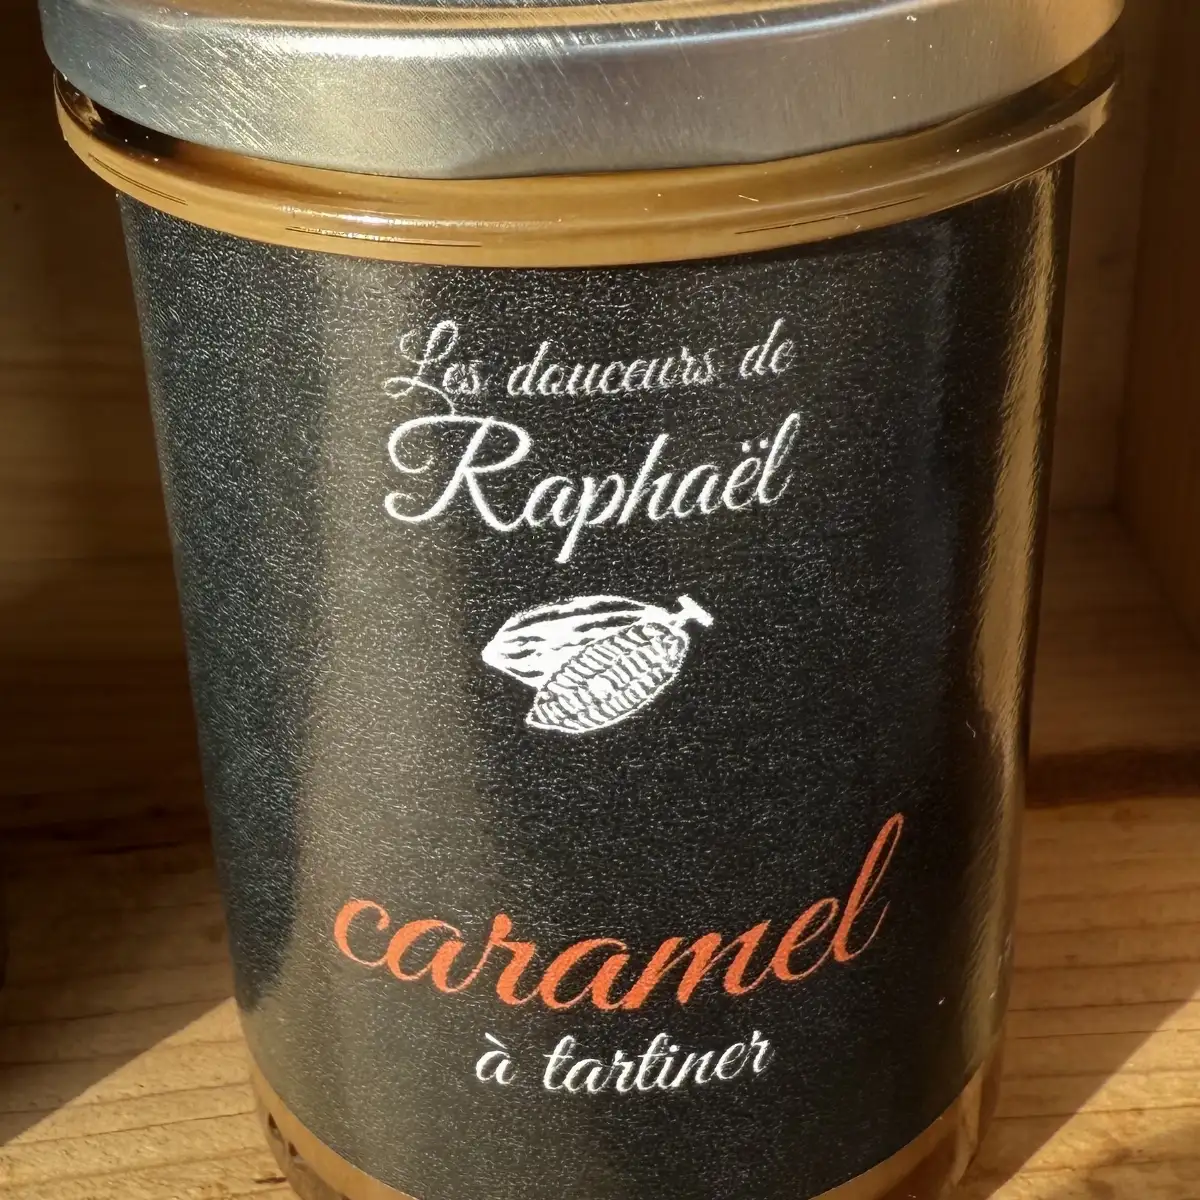 Les douceurs de
Raphaël
caramel
à tartiner